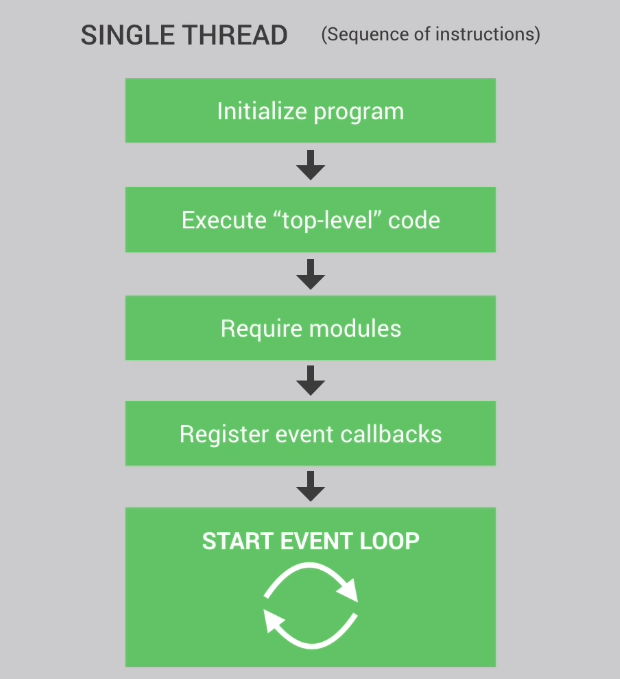 SINGLE THREAD (Sequence of instructions)
Initialize program
Execute “top-level” code
Require modules
Register event callbacks
START EVENT LOOP